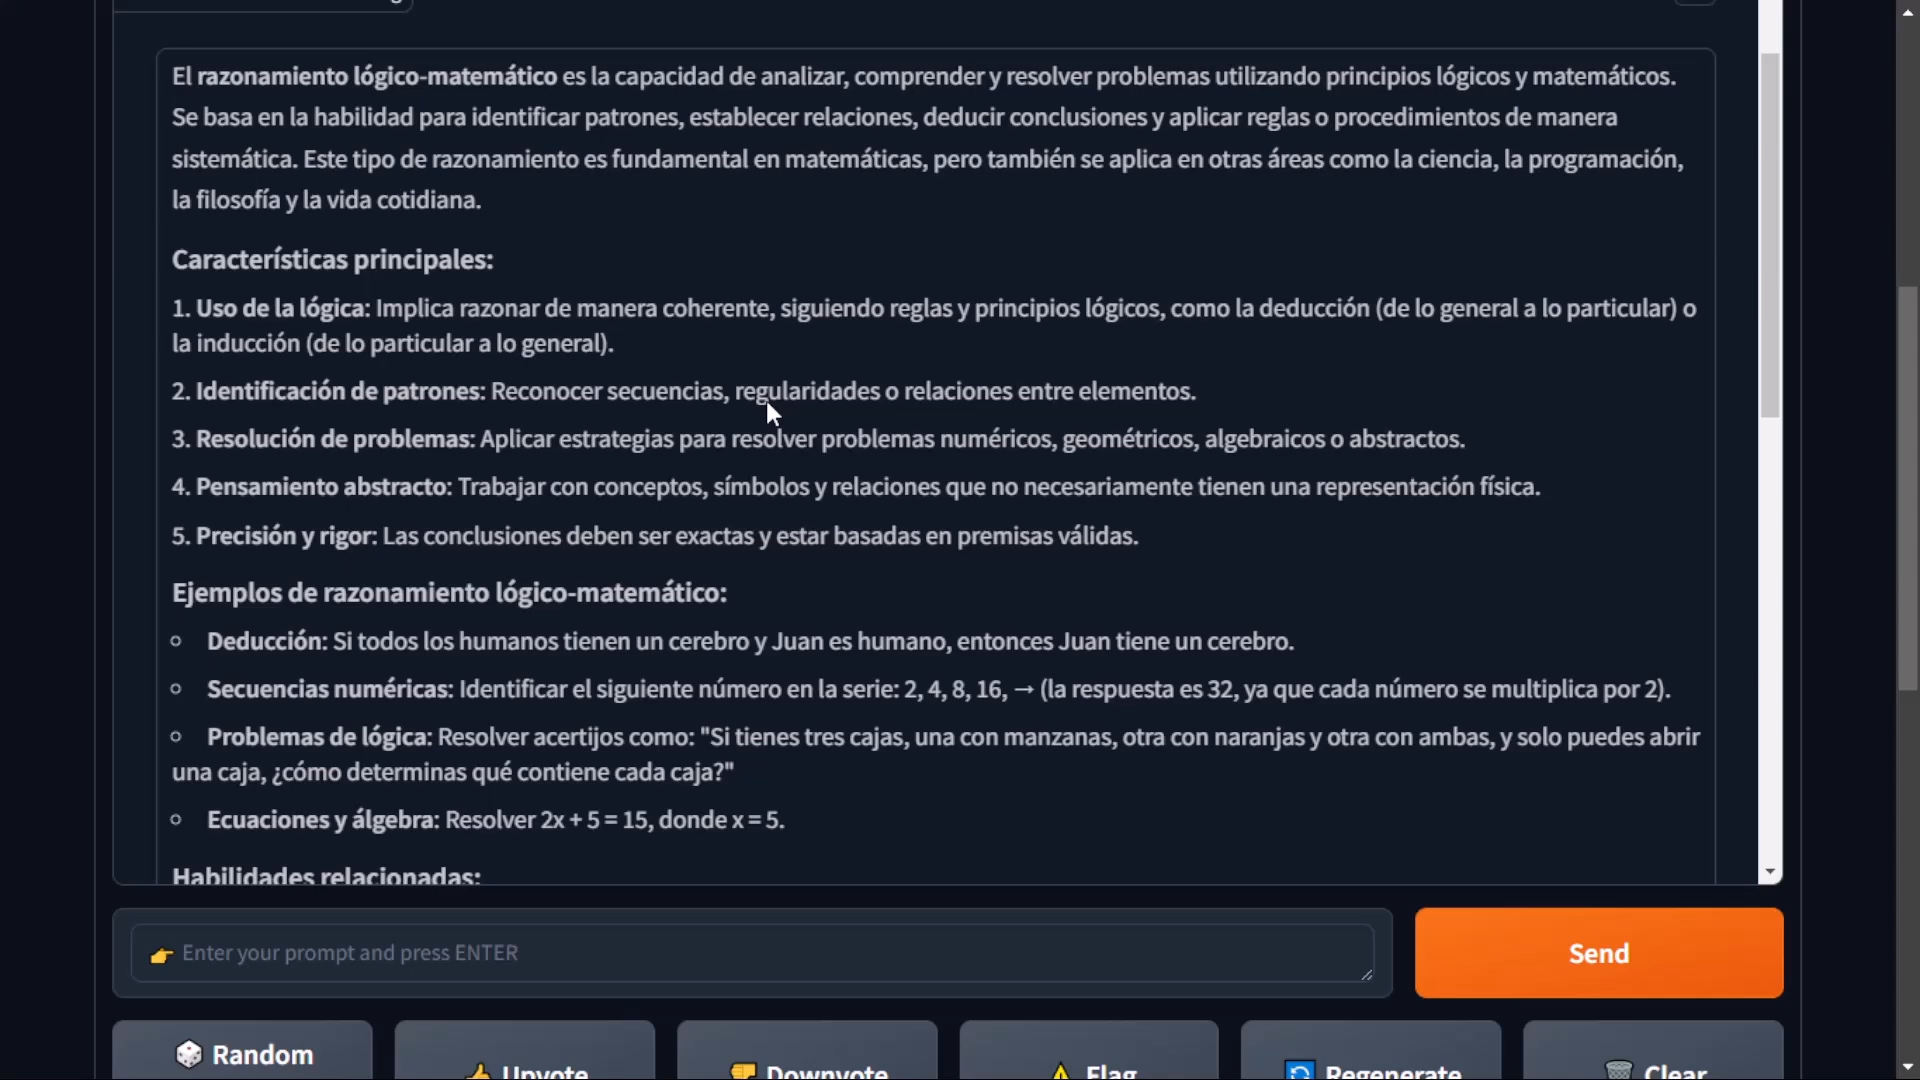 El razonamiento lógico-matemático es la capacidad de analizar, comprender y resolver problemas utilizando principios lógicos y matemáticos.
Se basa en la habilidad para identificar patrones, establecer relaciones, deducir conclusiones y aplicar reglas o procedimientos de manera
sistemática. Este tipo de razonamiento es fundamental en matemáticas, pero también se aplica en otras áreas como la ciencia, la programación,
la filosofía y la vida cotidiana.
Características principales:
1. Uso de la lógica: Implica razonar de manera coherente, siguiendo reglas y principios lógicos, como la deducción (de lo general a lo particular) o
la inducción (de lo particular a lo general).
2. Identificación de patrones: Reconocer secuencias, regularidades o relaciones entre elementos.
3. Resolución de problemas: Aplicar estrategias para resolver problemas numéricos, geométricos, algebraicos o abstractos.
4. Pensamiento abstracto: Trabajar con conceptos, símbolos y relaciones que no necesariamente tienen una representación física.
5. Precisión y rigor: Las conclusiones deben ser exactas y estar basadas en premisas válidas.
Ejemplos de razonamiento lógico-matemático:
Deducción: Si todos los humanos tienen un cerebro y Juan es humano, entonces Juan tiene un cerebro.
Secuencias numéricas: Identificar el siguiente número en la serie: 2, 4, 8, 16, → (la respuesta es 32, ya que cada número se multiplica por 2).
Problemas de lógica: Resolver acertijos como: "Si tienes tres cajas, una con manzanas, otra con naranjas y otra con ambas, y solo puedes abrir
una caja, ¿cómo determinas qué contiene cada caja?"
Ecuaciones y álgebra: Resolver 2x + 5 = 15, donde x = 5.
Habilidades relacionadas:
👉 Enter your prompt and press ENTER
Send
🎲 Random
👍 Upvote
👎 Downvote
⚠️ Flag
🔄 Regenerate
🗑️ Clear